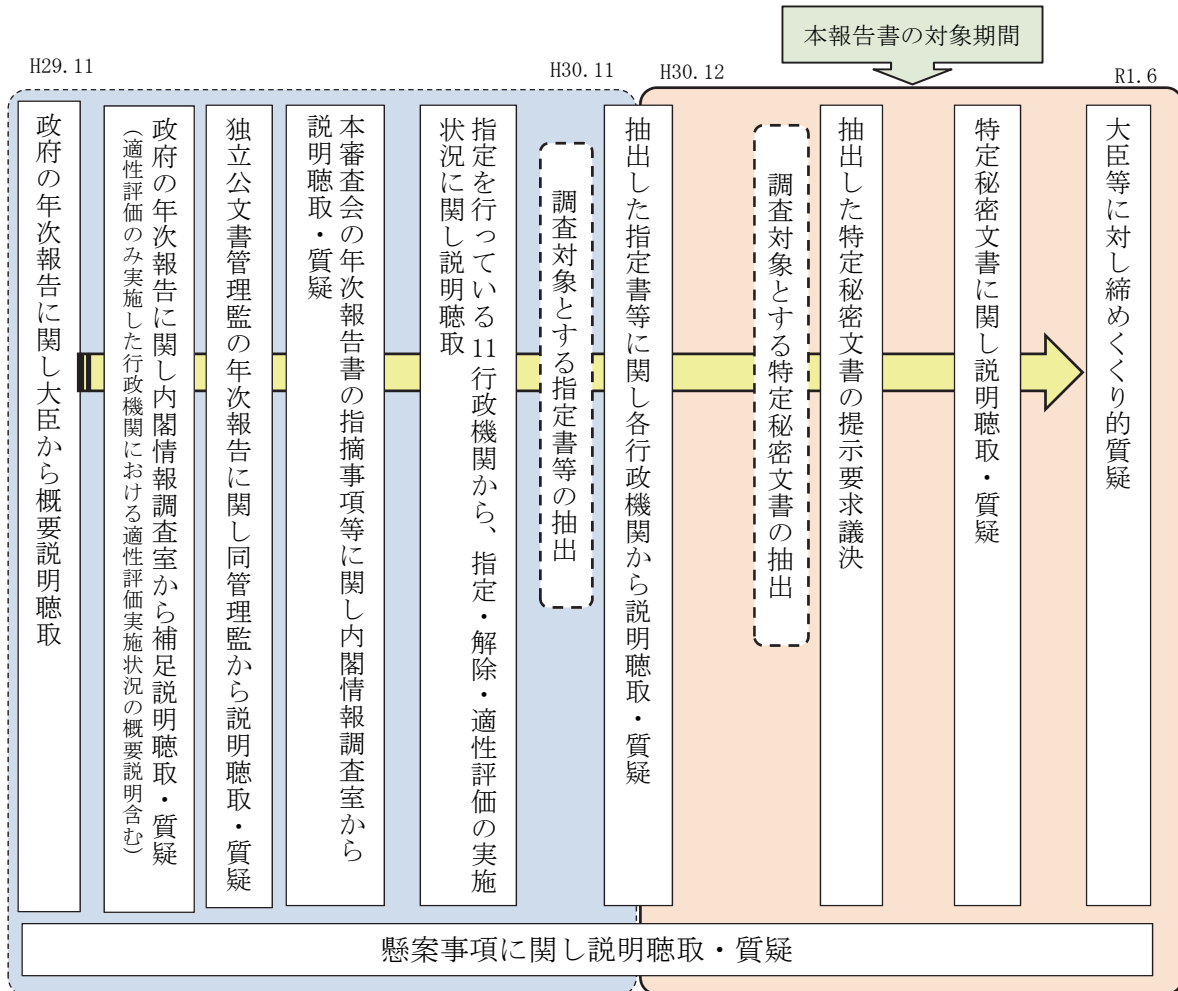 本報告書の対象期間
H29.11
H30.11
H30.12
R1.6
政府の年次報告に関し大臣から概要説明聴取
政府の年次報告に関し内閣情報調査室から補足説明聴取・質疑
(適性評価のみ実施した行政機関における適性評価実施状況の概要説明含む)
独立公文書管理監の年次報告に関し同管理監から説明聴取・質疑
本審査会の年次報告書の指摘事項等に関し内閣情報調査室から
説明聴取・質疑
指定を行っている11行政機関から、指定・解除・適性評価の実施
状況に関し説明聴取
調査対象とする指定書等の抽出
抽出した指定書等に関し各行政機関から説明聴取・質疑
調査対象とする特定秘密文書の抽出
抽出した特定秘密文書の提示要求議決
特定秘密文書に関し説明聴取・質疑
大臣等に対し締めくくり的質疑
懸案事項に関し説明聴取・質疑